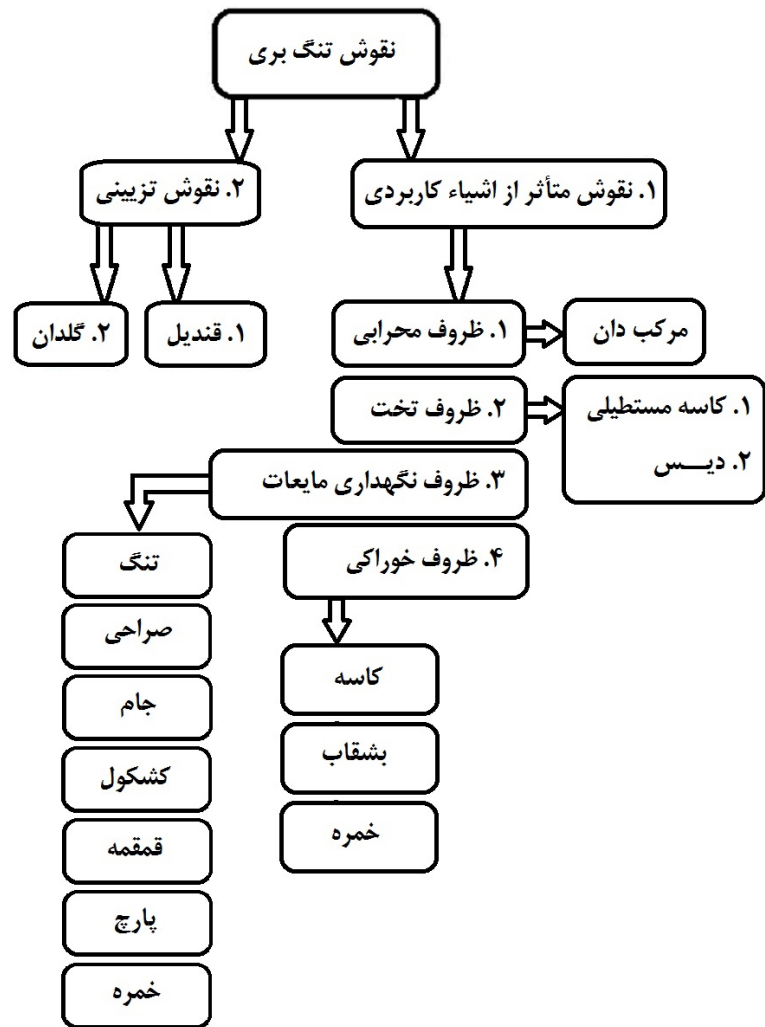 نقوش تنگ بری
۱. نقوش متأثر از اشیاء کاربردی
۲. نقوش تزیینی
۱. قندیل
۲. گلدان
۱. ظروف محرابی
مرکب دان
۲. ظروف تخت
۱. کاسه مستطیلی
۲. دیــس
۳. ظروف نگهداری مایعات
۴. ظروف خوراکی
تنگ
صراحی
جام
کشکول
قمقمه
پارچ
خمره
کاسه
بشقاب
خمره